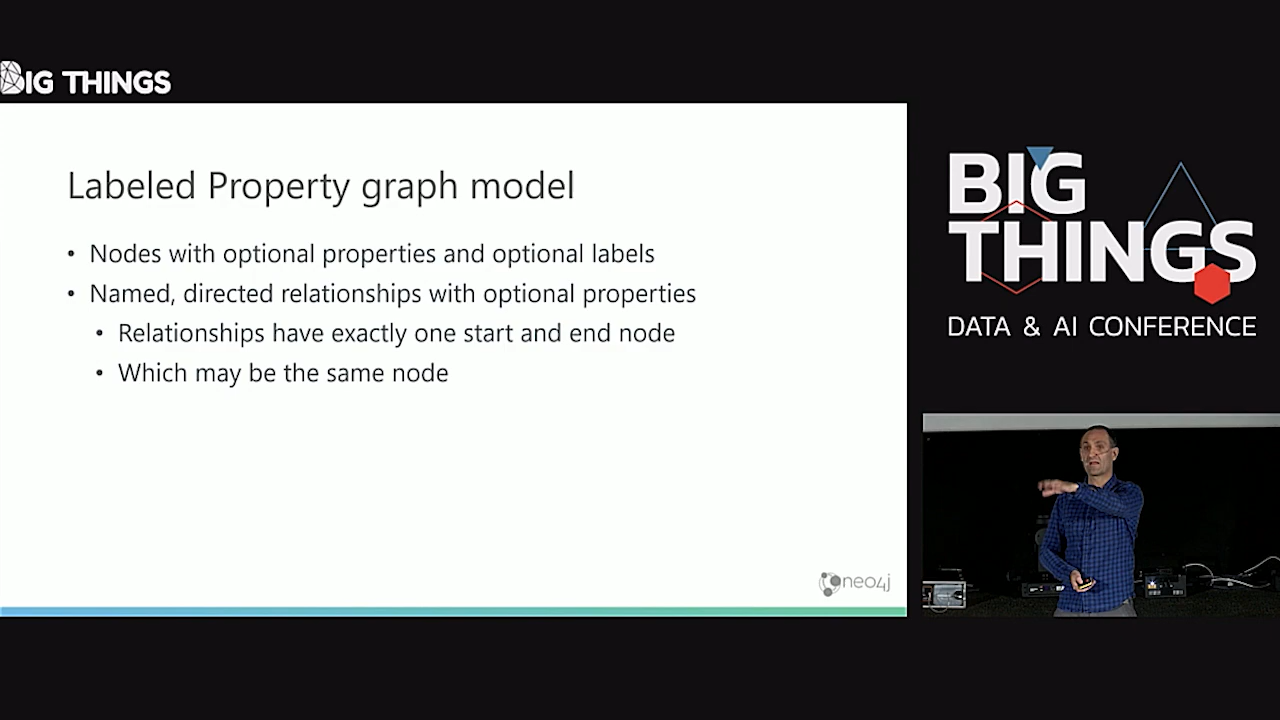 BIG THINGS
Labeled Property graph model
• Nodes with optional properties and optional labels
• Named, directed relationships with optional properties
• Relationships have exactly one start and end node
• Which may be the same node
neo4j
BIG
THINGS
DATA & AI CONFERENCE